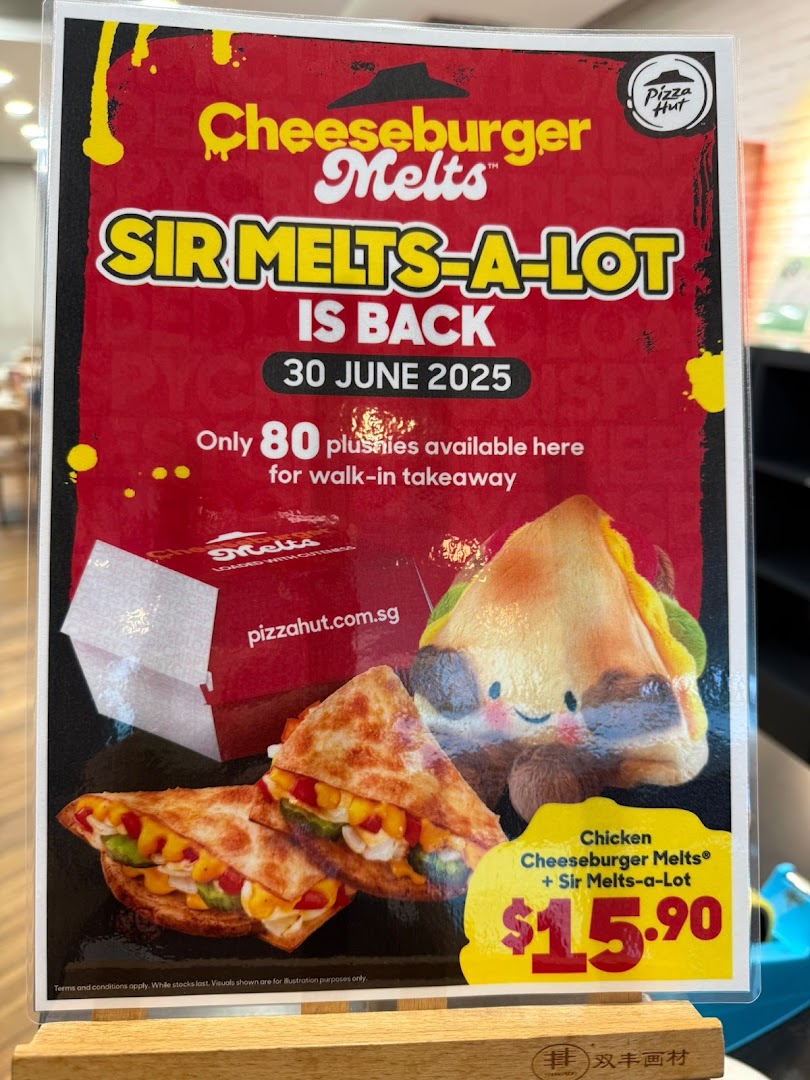 Pizza
Hut
Cheeseburger
Melts™
SIR MELTS-A-LOT
IS BACK
30 JUNE 2025
Only 80 plushies available here
for walk-in takeaway
Cheeseburger
Melts
LOADED WITH CUTENESS
pizzahut.com.sg
Chicken
Cheeseburger Melts®
+ Sir Melts-a-Lot
$15.90
Terms and conditions apply. While stocks last. Visuals shown are for illustration purposes only.
双丰画材